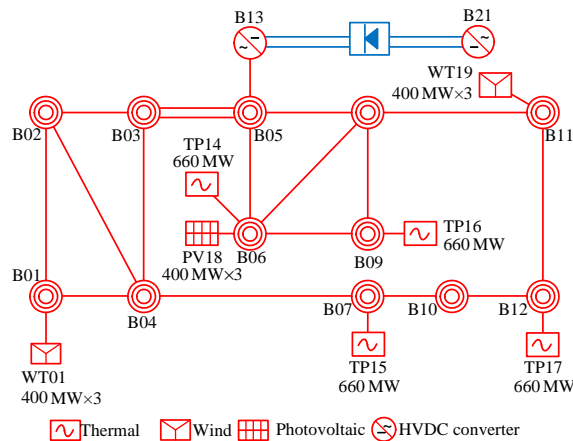 B13
B21
WT19
400 MW×3
B02
B03
B05
B11
TP14
660 MW
PV18
400 MW×3
B06
B09
TP16
660 MW
B01
B04
B07
B10
B12
WT01
400 MW×3
TP15
660 MW
TP17
660 MW
Thermal
Wind
Photovoltaic
HVDC converter